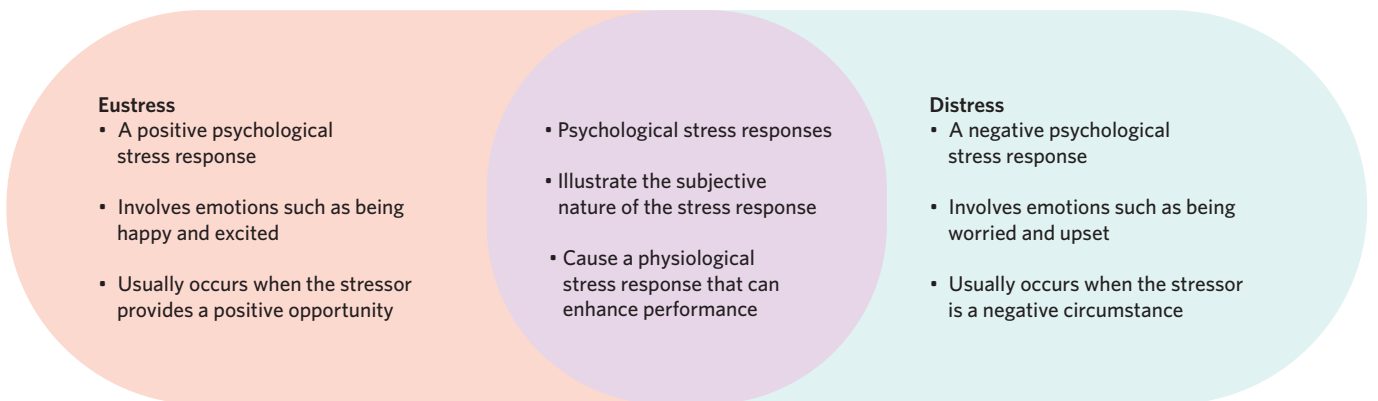 Eustress
• A positive psychological
stress response
• Involves emotions such as being
happy and excited
• Usually occurs when the stressor
provides a positive opportunity
• Psychological stress responses
• Illustrate the subjective
nature of the stress response
• Cause a physiological
stress response that can
enhance performance
Distress
• A negative psychological
stress response
• Involves emotions such as being
worried and upset
• Usually occurs when the stressor
is a negative circumstance